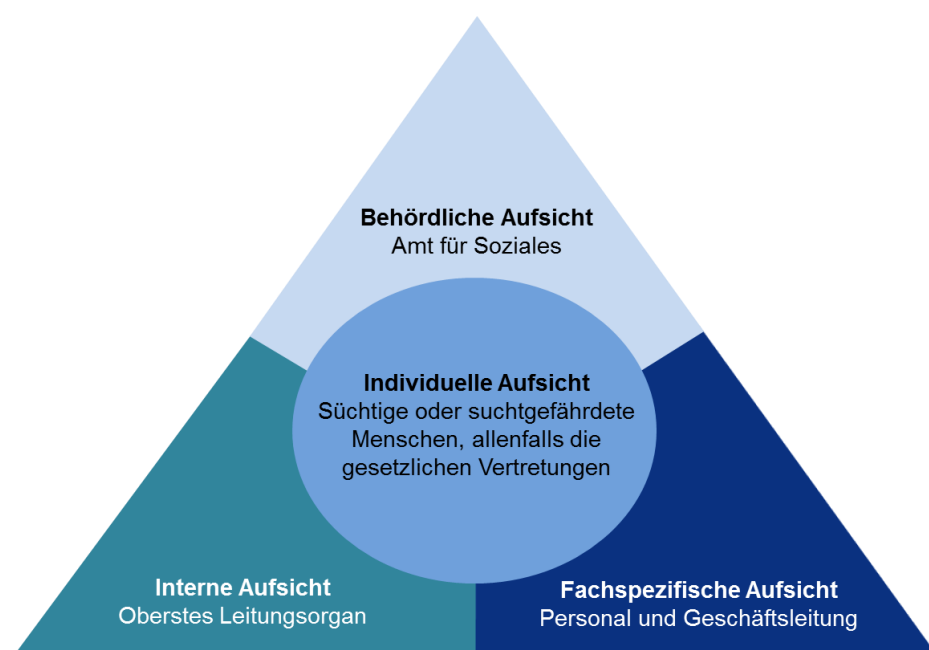 Behördliche Aufsicht
Amt für Soziales
Individuelle Aufsicht
Süchtige oder suchtgefährdete
Menschen, allenfalls die
gesetzlichen Vertretungen
Interne Aufsicht
Oberstes Leitungsorgan
Fachspezifische Aufsicht
Personal und Geschäftsleitung